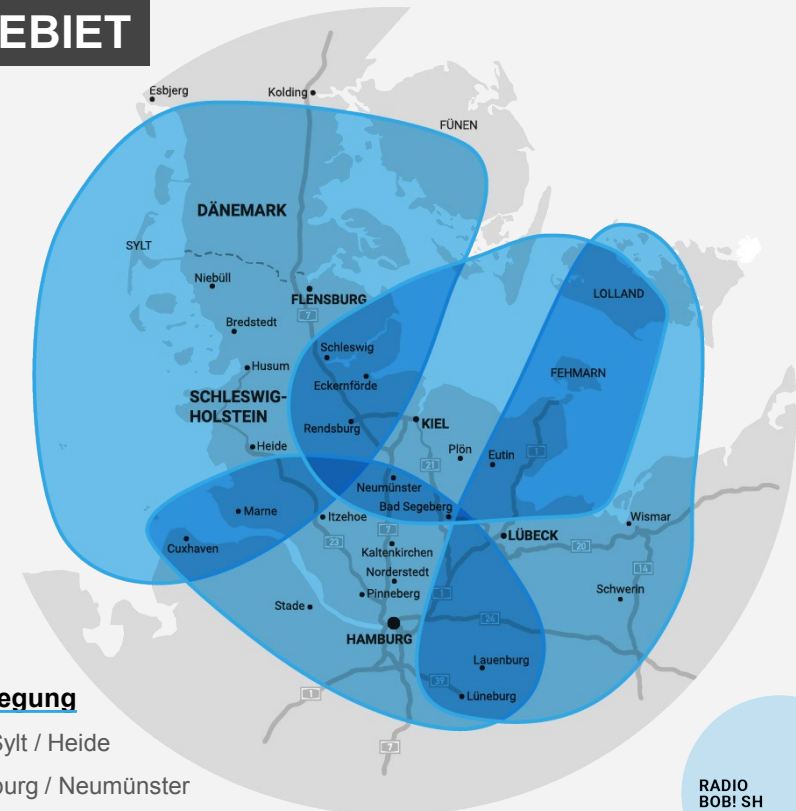 EBIET
Esbjerg
Kolding
FÜNEN
DÄNEMARK
SYLT
Niebüll
FLENSBURG
7
LOLLAND
Bredstedt
Schleswig
Husum
Eckernförde
FEHMARN
SCHLESWIG-
HOLSTEIN
Rendsburg
KIEL
Heide
Plön
Eutin
1
21
Neumünster
Bad Segeberg
Marne
Itzehoe
Wismar
7
LÜBECK
Cuxhaven
23
Kaltenkirchen
20
14
Norderstedt
Pinneberg
1
Schwerin
Stade
24
HAMBURG
Lauenburg
39
Lüneburg
1
7
egung
Sylt / Heide
burg / Neumünster
RADIO
BOB! SH